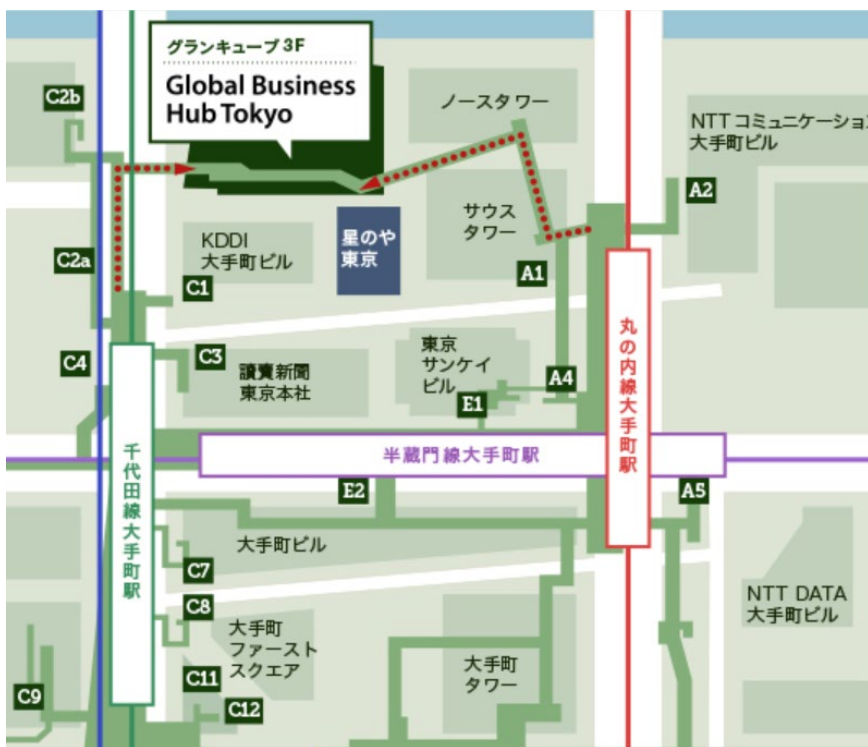 グランキューブ 3F
Global Business
Hub Tokyo
C2b
ノースタワー
NTTコミュニケーション
大手町ビル
A2
サウス
タワー
星のや
東京
KDDI
大手町ビル
C2a
A1
C1
C4
C3
讀賣新聞
東京本社
東京
サンケイ
ビル
A4
E1
丸の内線大手町駅
千代田線大手町駅
半蔵門線大手町駅
E2
A5
大手町ビル
C7
C8
NTT DATA
大手町ビル
大手町
ファースト
スクエア
大手町
タワー
C11
C9
C12